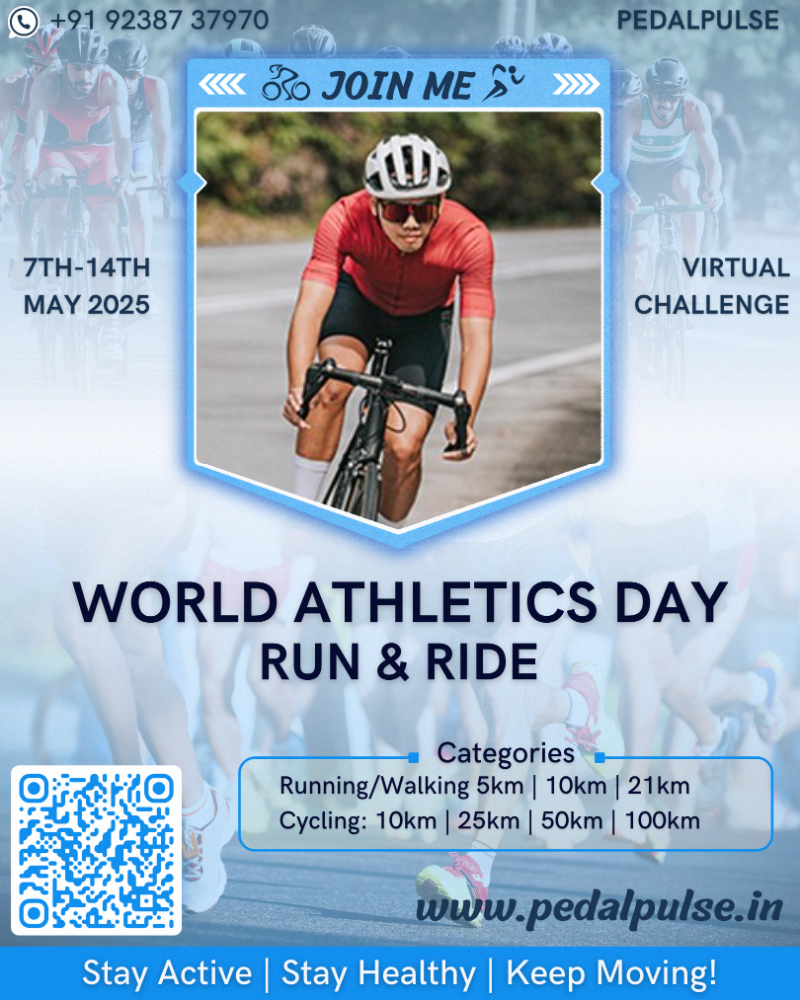 +91 92387 37970
PEDALPULSE
JOIN ME
7TH-14TH
MAY 2025
VIRTUAL
CHALLENGE
WORLD ATHLETICS DAY
RUN & RIDE
Categories
Running/Walking 5km | 10km | 21km
Cycling: 10km | 25km | 50km | 100km
www.pedalpulse.in
Stay Active | Stay Healthy | Keep Moving!